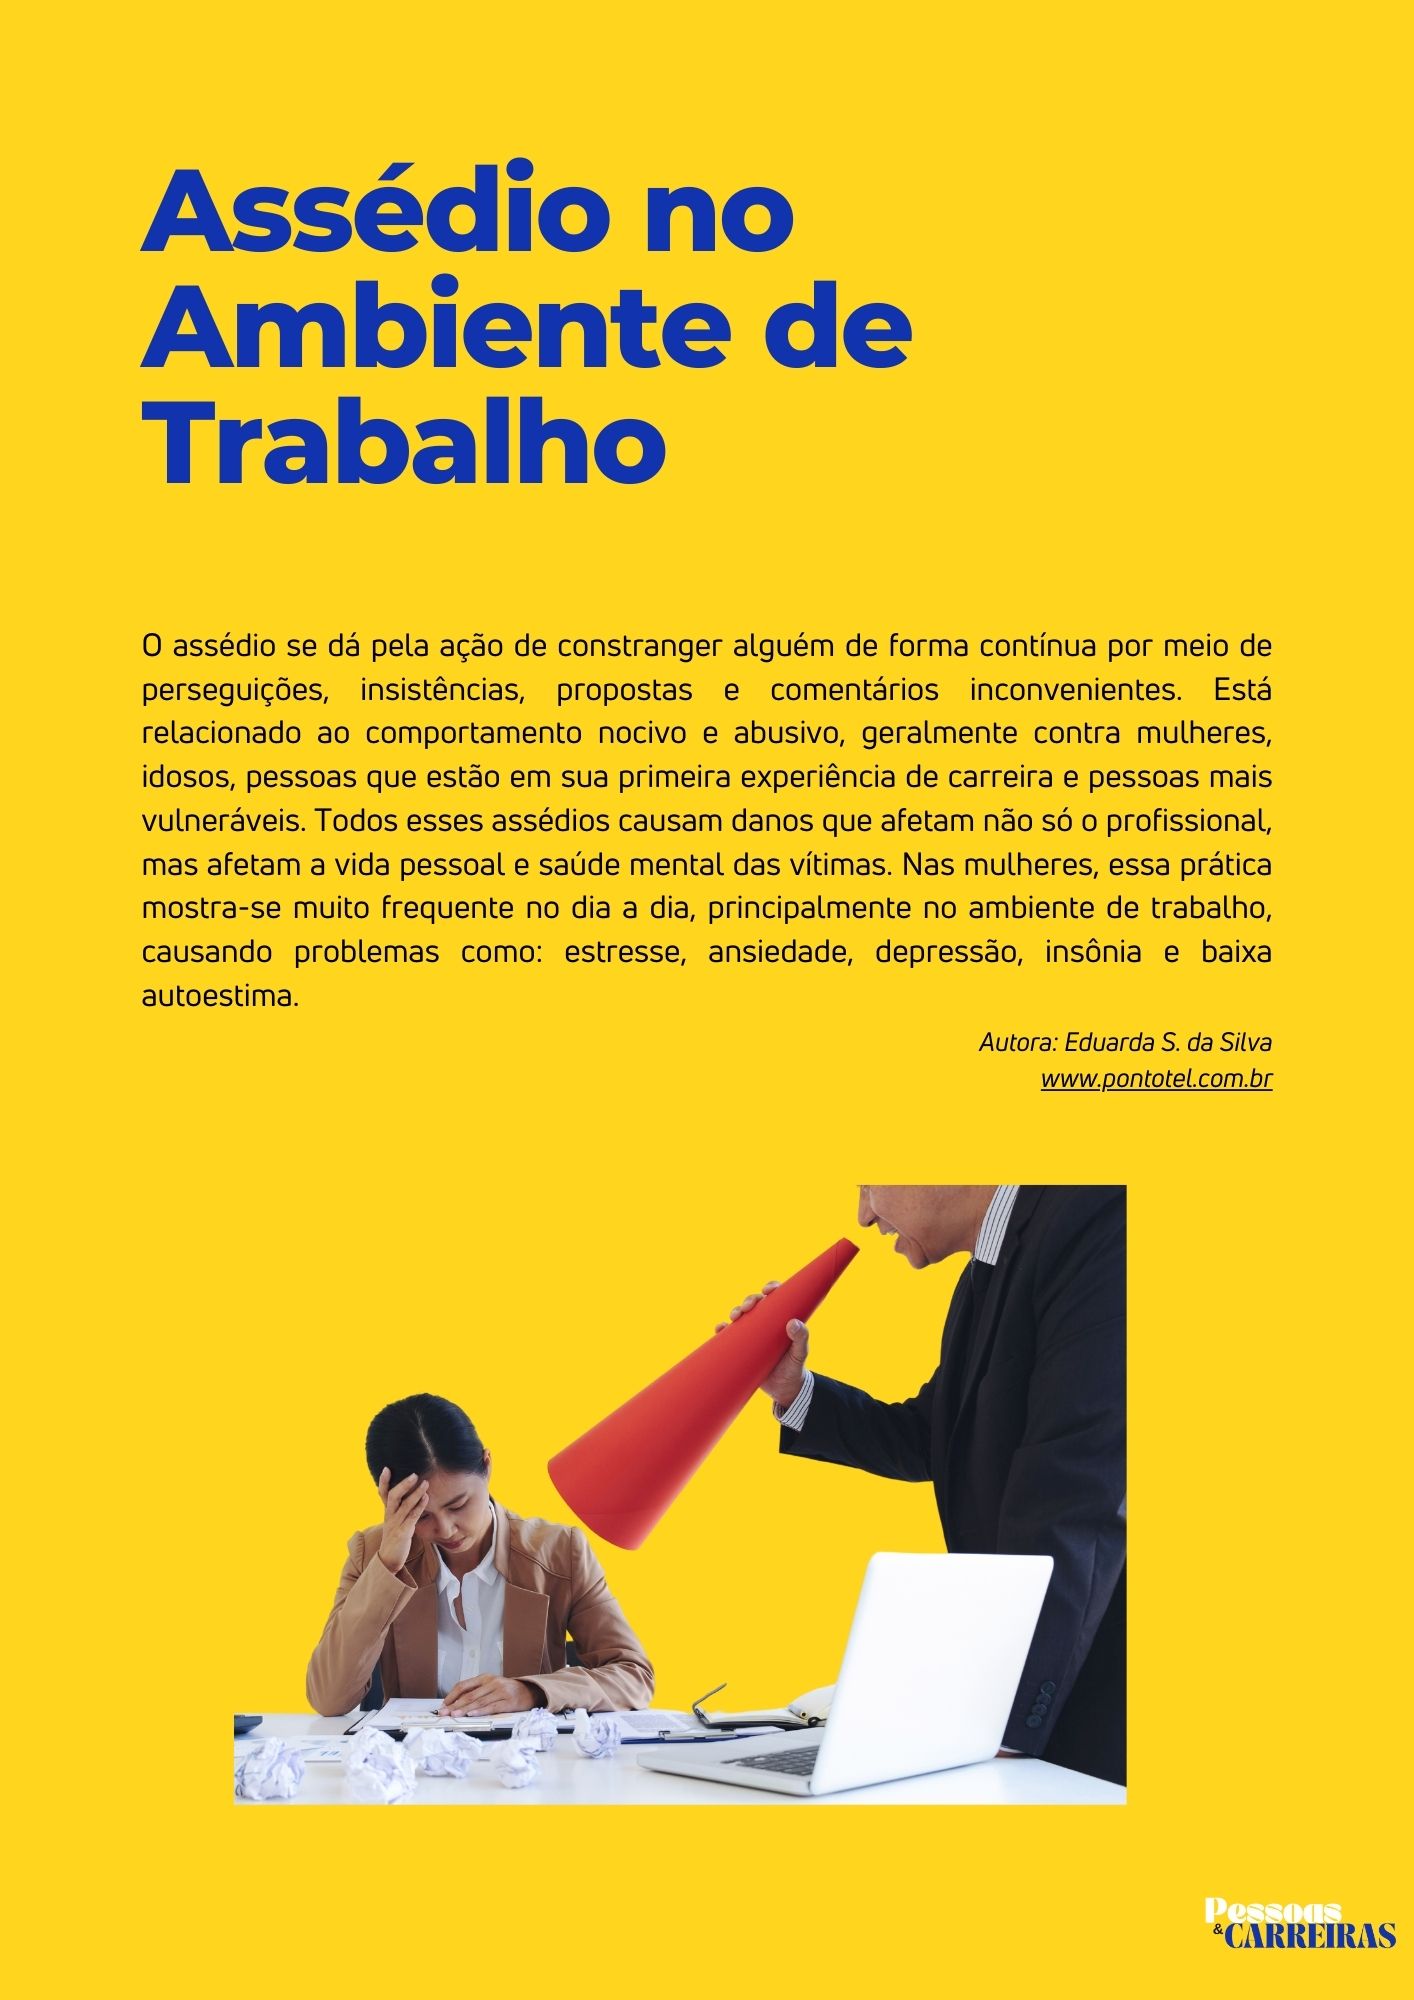 Assédio no
Ambiente de
Trabalho
O assédio se dá pela ação de constranger alguém de forma contínua por meio de
perseguições, insistências, propostas e comentários inconvenientes. Está
relacionado ao comportamento nocivo e abusivo, geralmente contra mulheres,
idosos, pessoas que estão em sua primeira experiência de carreira e pessoas mais
vulneráveis. Todos esses assédios causam danos que afetam não só o profissional,
mas afetam a vida pessoal e saúde mental das vítimas. Nas mulheres, essa prática
mostra-se muito frequente no dia a dia, principalmente no ambiente de trabalho,
causando problemas como: estresse, ansiedade, depressão, insônia e baixa
autoestima.
Autora: Eduarda S. da Silva
www.pontotel.com.br
Pessoas
&CARREIRAS